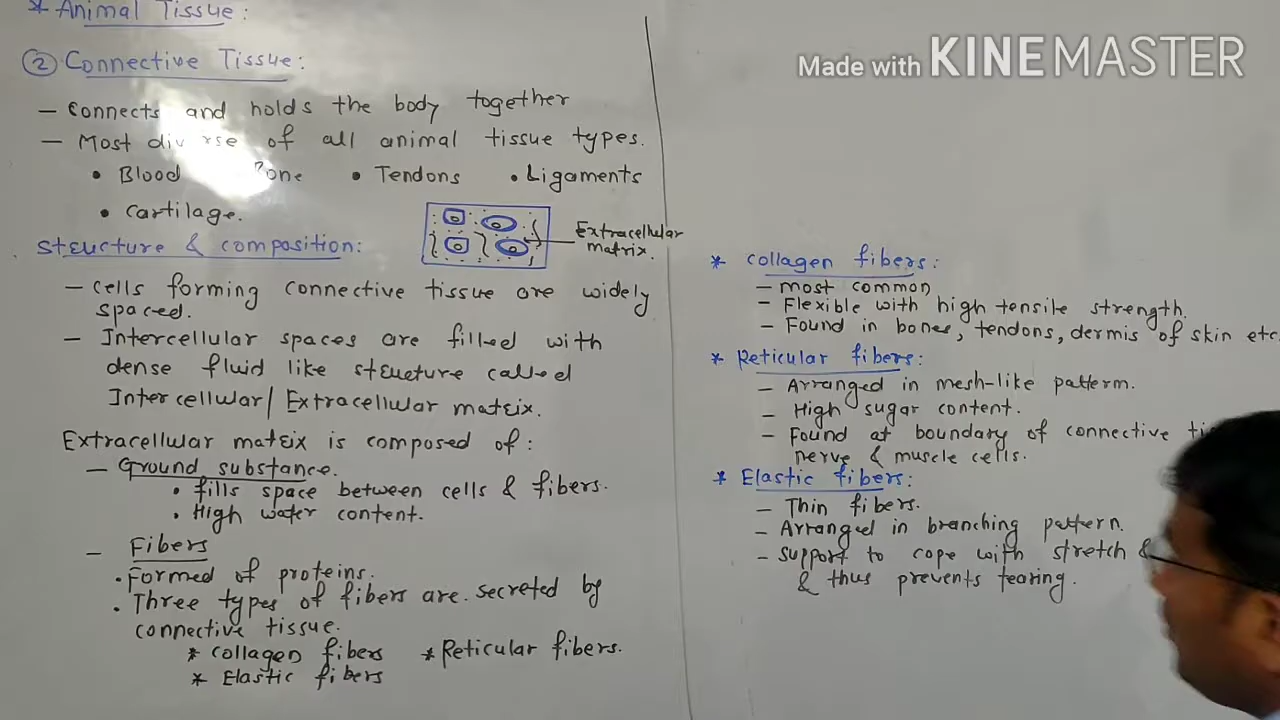 * Animal Tissue:
② Connective Tissue:
- Connects and holds the body together
- Most div rse of all animal tissue types.
• Blood Bone • Tendons • Ligaments
• Cartilage.
Extracellular
matrix.
Structure & composition:
- Cells forming connective tissue are widely
spaced.
- Intercellular spaces are filled with
dense fluid like structure called
Intercellular/Extracellular matrix.
Extracellular matrix is composed of:
- Ground substance.
• fills space between cells & fibers.
• High water content.
- Fibers
• Formed of proteins.
• Three types of fibers are secreted by
connective tissue.
* Collagen fibers * Reticular fibers.
* Elastic fibers
Made with KINEMASTER
* Collagen fibers:
- most common
- Flexible with high tensile strength.
- Found in bones, tendons, dermis of skin etc.
* Reticular fibers:
- Arranged in mesh-like pattern.
- High sugar content.
- Found at boundary of connective
nerve & muscle cells.
* Elastic fibers:
- Thin fibers.
- Arranged in branching pattern.
- Support to cope with stretch &
& thus prevents tearing.